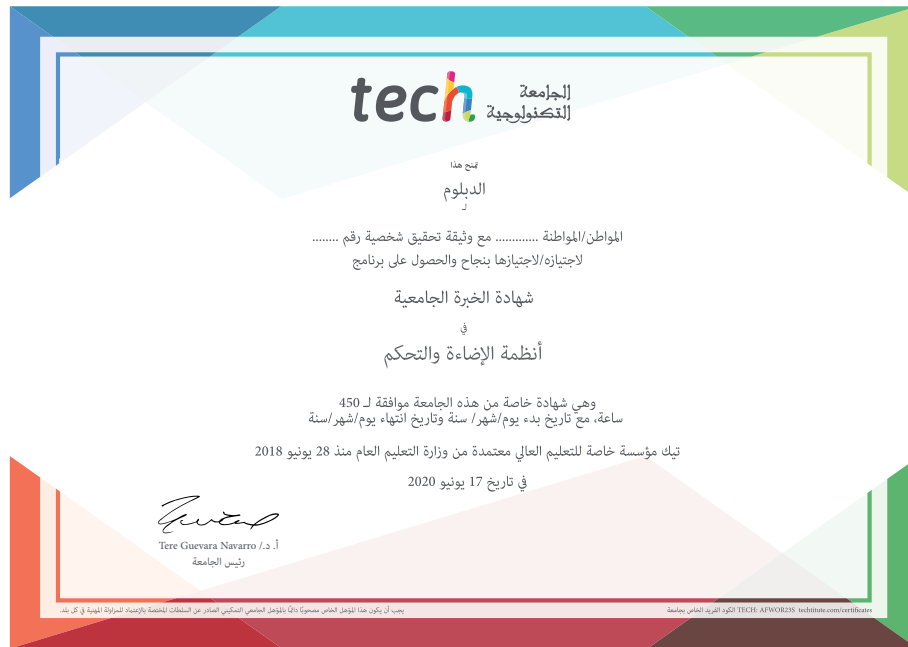 tech الجامعة
التكنولوجية
تمنح هذا
الدبلوم
لـ
المواطن/المواطنة ............. مع وثيقة تحقيق شخصية رقم ........
لاجتيازه/لاجتيازها بنجاح والحصول على برنامج
شهادة الخبرة الجامعية
في
أنظمة الإضاءة والتحكم
وهي شهادة خاصة من هذه الجامعة موافقة لـ 450
ساعة، مع تاريخ بدء يوم/شهر/ سنة وتاريخ انتهاء يوم/شهر/سنة
تيك مؤسسة خاصة للتعليم العالي معتمدة من وزارة التعليم العام منذ 28 يونيو 2018
في تاريخ 17 يونيو 2020
أ. د./ Tere Guevara Navarro
رئيس الجامعة
يجب أن يكون هذا المؤهل الخاص مصحوبًا دائمًا بالمؤهل الجامعي التمكيني الصادر عن السلطات المختصة بالإعتماد للمزاولة المهنية في كل بلد.
الكود الفريد الخاص بجامعة TECH: AFWOR23S techtitute.com/certificates